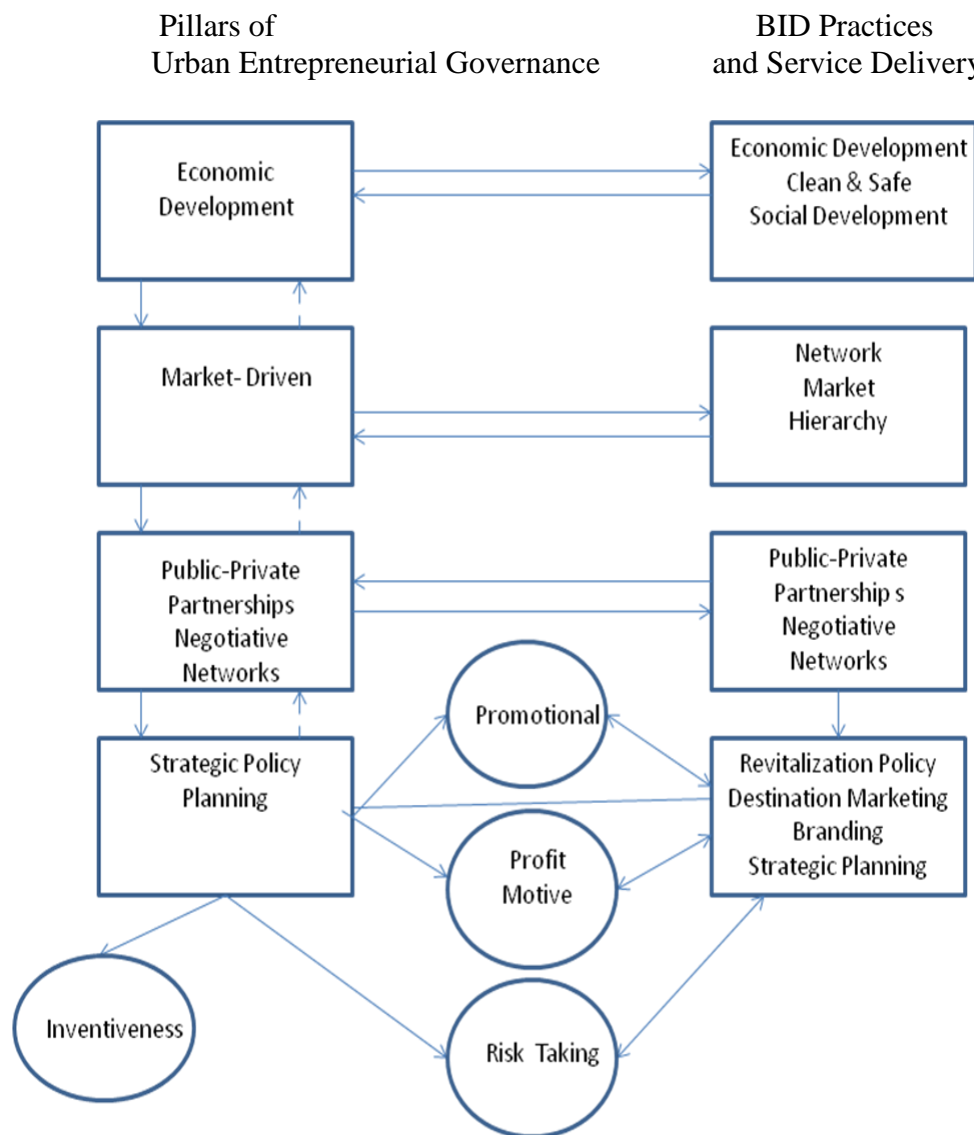 Pillars of
Urban Entrepreneurial Governance
BID Practices
and Service Delivery
Economic
Development
Economic Development
Clean & Safe
Social Development
Market- Driven
Network
Market
Hierarchy
Public-Private
Partnerships
Negotiative
Networks
Public-Private
Partnership s
Negotiative
Networks
Promotional
Strategic Policy
Planning
Revitalization Policy
Destination Marketing
Branding
Strategic Planning
Profit
Motive
Inventiveness
Risk Taking